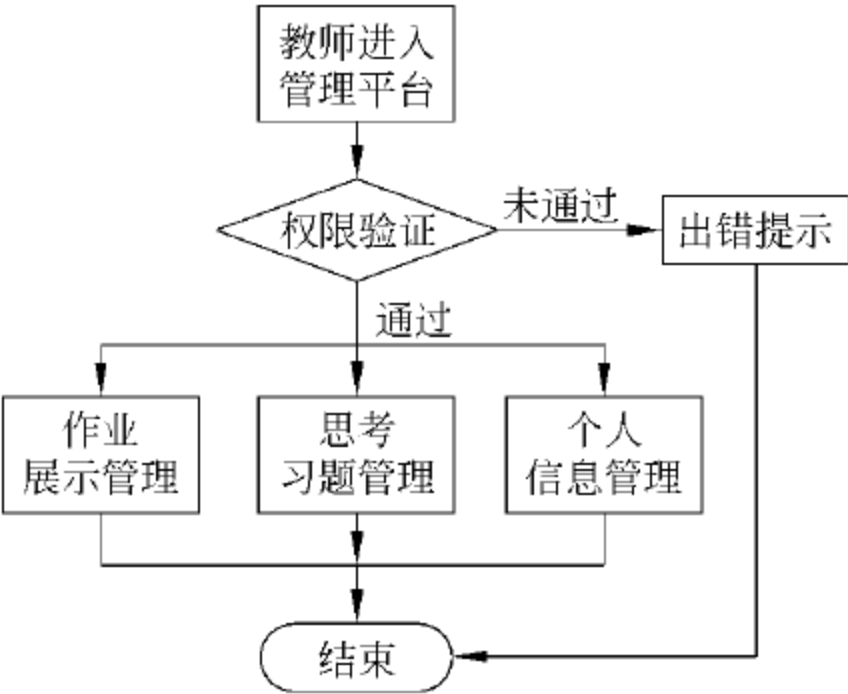 教师进入
管理平台
权限验证
未通过
出错提示
通过
作业
展示管理
思考
习题管理
个人
信息管理
结束